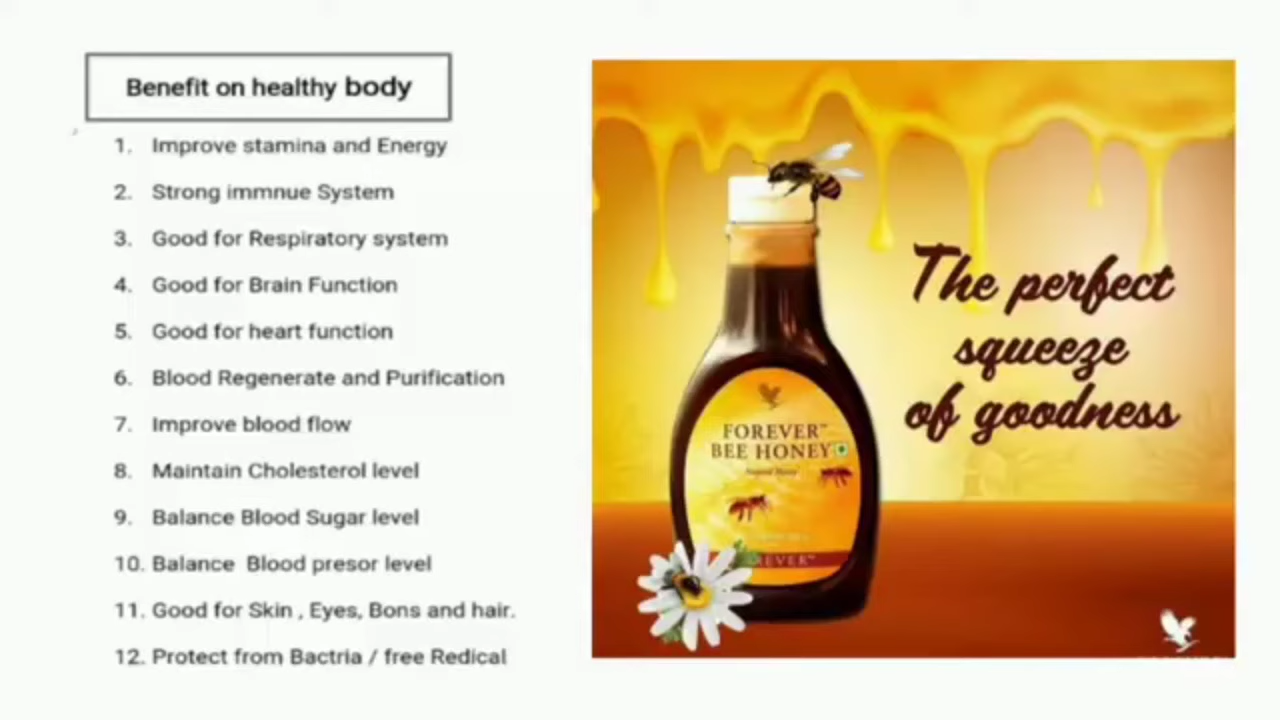 Benefit on healthy body
1. Improve stamina and Energy
2. Strong immnue System
3. Good for Respiratory system
4. Good for Brain Function
5. Good for heart function
6. Blood Regenerate and Purification
7. Improve blood flow
8. Maintain Cholesterol level
9. Balance Blood Sugar level
10. Balance Blood presor level
11. Good for Skin , Eyes, Bons and hair.
12. Protect from Bactria / free Redical
The perfect
squeeze
of goodness
FOREVER™
BEE HONEY
Natural Honey